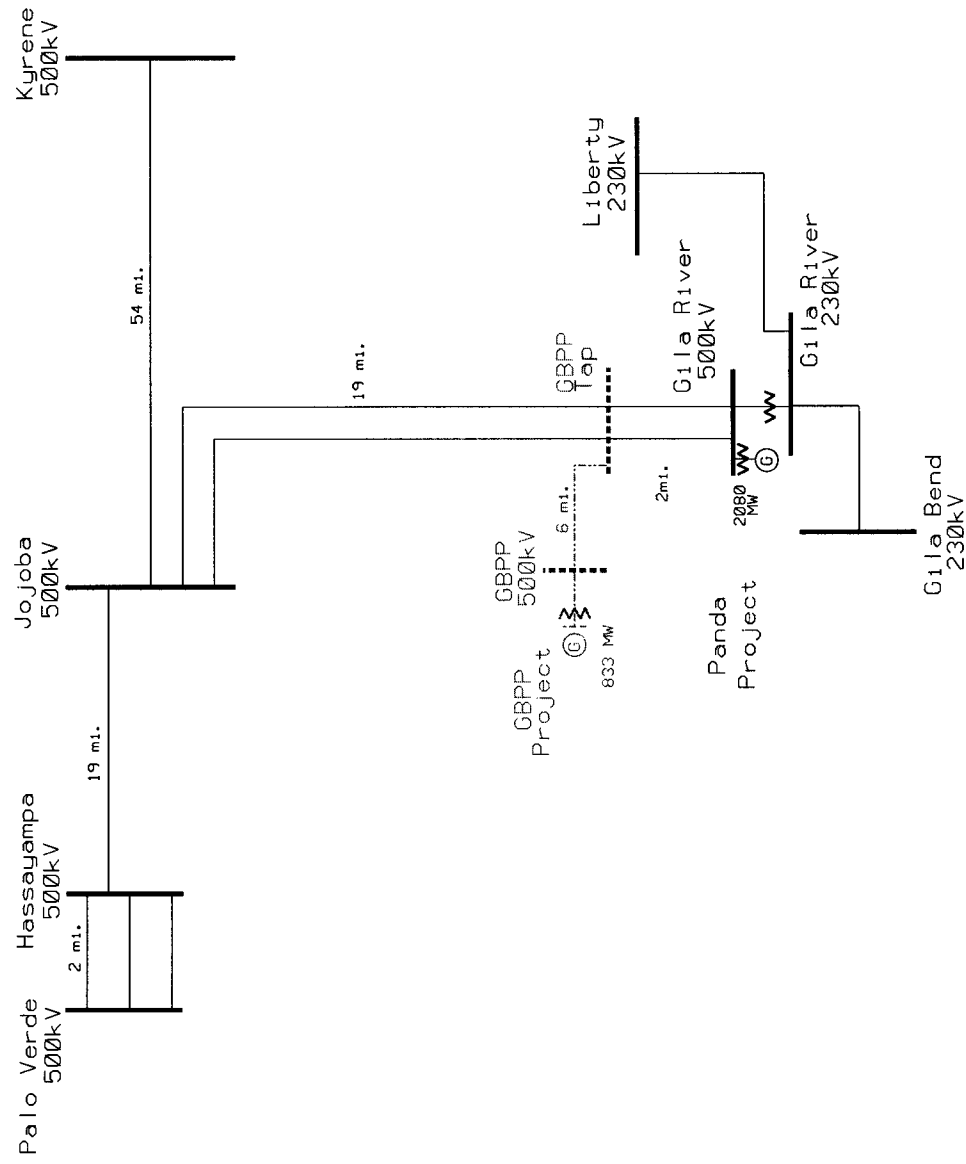 Palo Verde
500kV
Hassayampa
500kV
Jojoba
500kV
Kyrene
500kV
2 mi.
19 mi.
54 mi.
19 mi.
GBPP
Project
G
833 MW
GBPP
500kV
6 mi.
GBPP
Tap
2mi.
Liberty
230kV
Gila River
500kV
Panda
Project
2080
MW
G
Gila River
230kV
Gila Bend
230kV